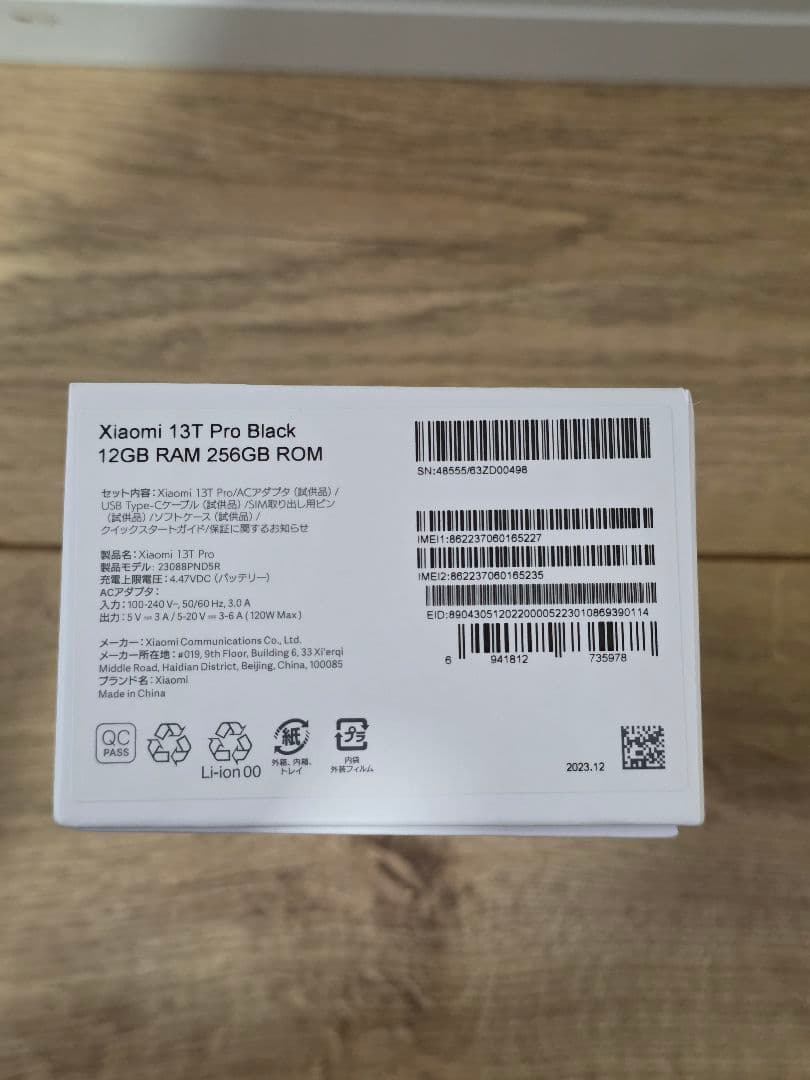 Xiaomi 13T Pro Black
12GB RAM 256GB ROM
セット内容：Xiaomi 13T Pro/ACアダプタ（試供品）/
USB Type-Cケーブル（試供品）/SIM取り出し用ピン
（試供品）/ソフトケース（試供品）/
クイックスタートガイド/保証に関するお知らせ
製品名：Xiaomi 13T Pro
製品モデル: 23088PND5R
充電上限電圧：4.47VDC（バッテリー）
ACアダプタ：
入力：100-240 V~, 50/60 Hz, 3.0 A
出力：5 V ⎓ 3 A / 5-20 V ⎓ 3-6 A ( 120W Max )
メーカー：Xiaomi Communications Co., Ltd.
メーカー所在地：#019, 9th Floor, Building 6, 33 Xi'erqi
Middle Road, Haidian District, Beijing, China, 100085
ブランド名：Xiaomi
Made in China
QC
PASS
Li-ion 00
紙
外箱、内箱、
トレイ
プラ
内袋
外装フィルム
SN:48555/63ZD00498
IMEI1:862237060165227
IMEI2:862237060165235
EID:89043051202200005223010869390114
6 941812 735978
2023.12